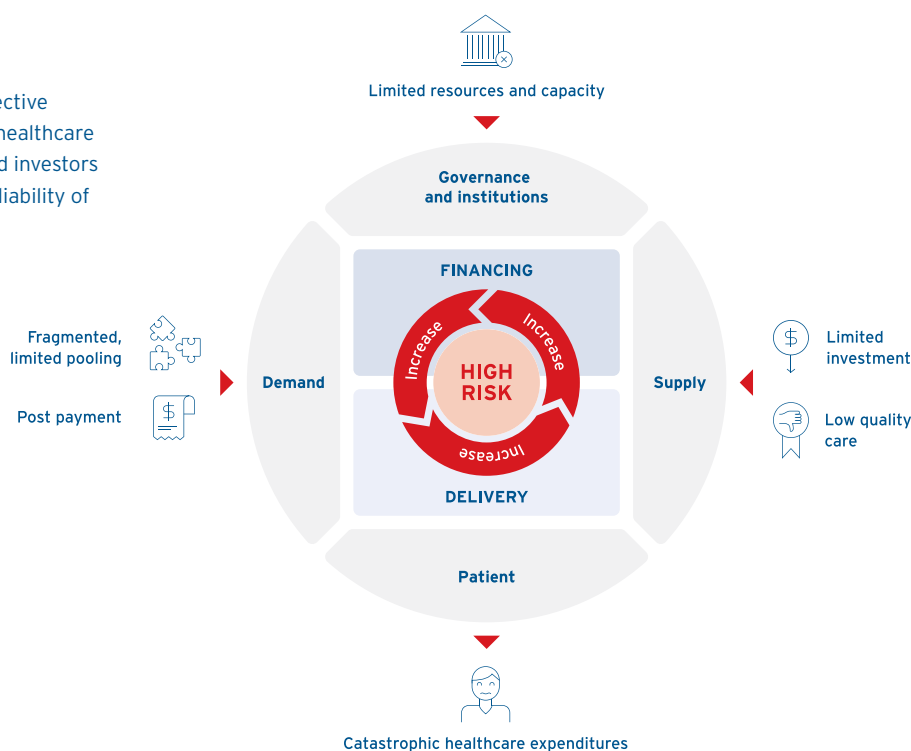 Limited resources and capacity
ective
healthcare
d investors
liability of
Governance
and institutions
FINANCING
Increase
Increase
Increase
HIGH
RISK
DELIVERY
Fragmented,
limited pooling
Post payment
Demand
Supply
Limited
investment
Low quality
care
Patient
Catastrophic healthcare expenditures